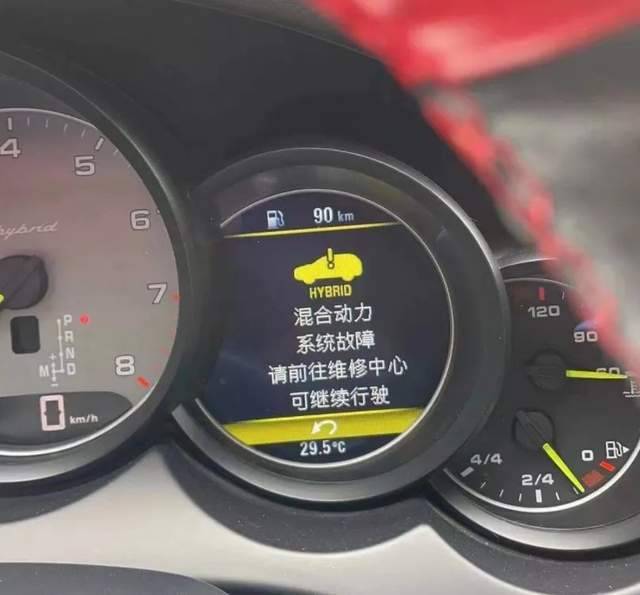 4
5
6
7
8
hybrid
P
R
N
M D
+
-
0 km/h
90 km
HYBRID
混合动力
系统故障
请前往维修中心
可继续行驶
29.5°C
120
90
4/4
2/4
0